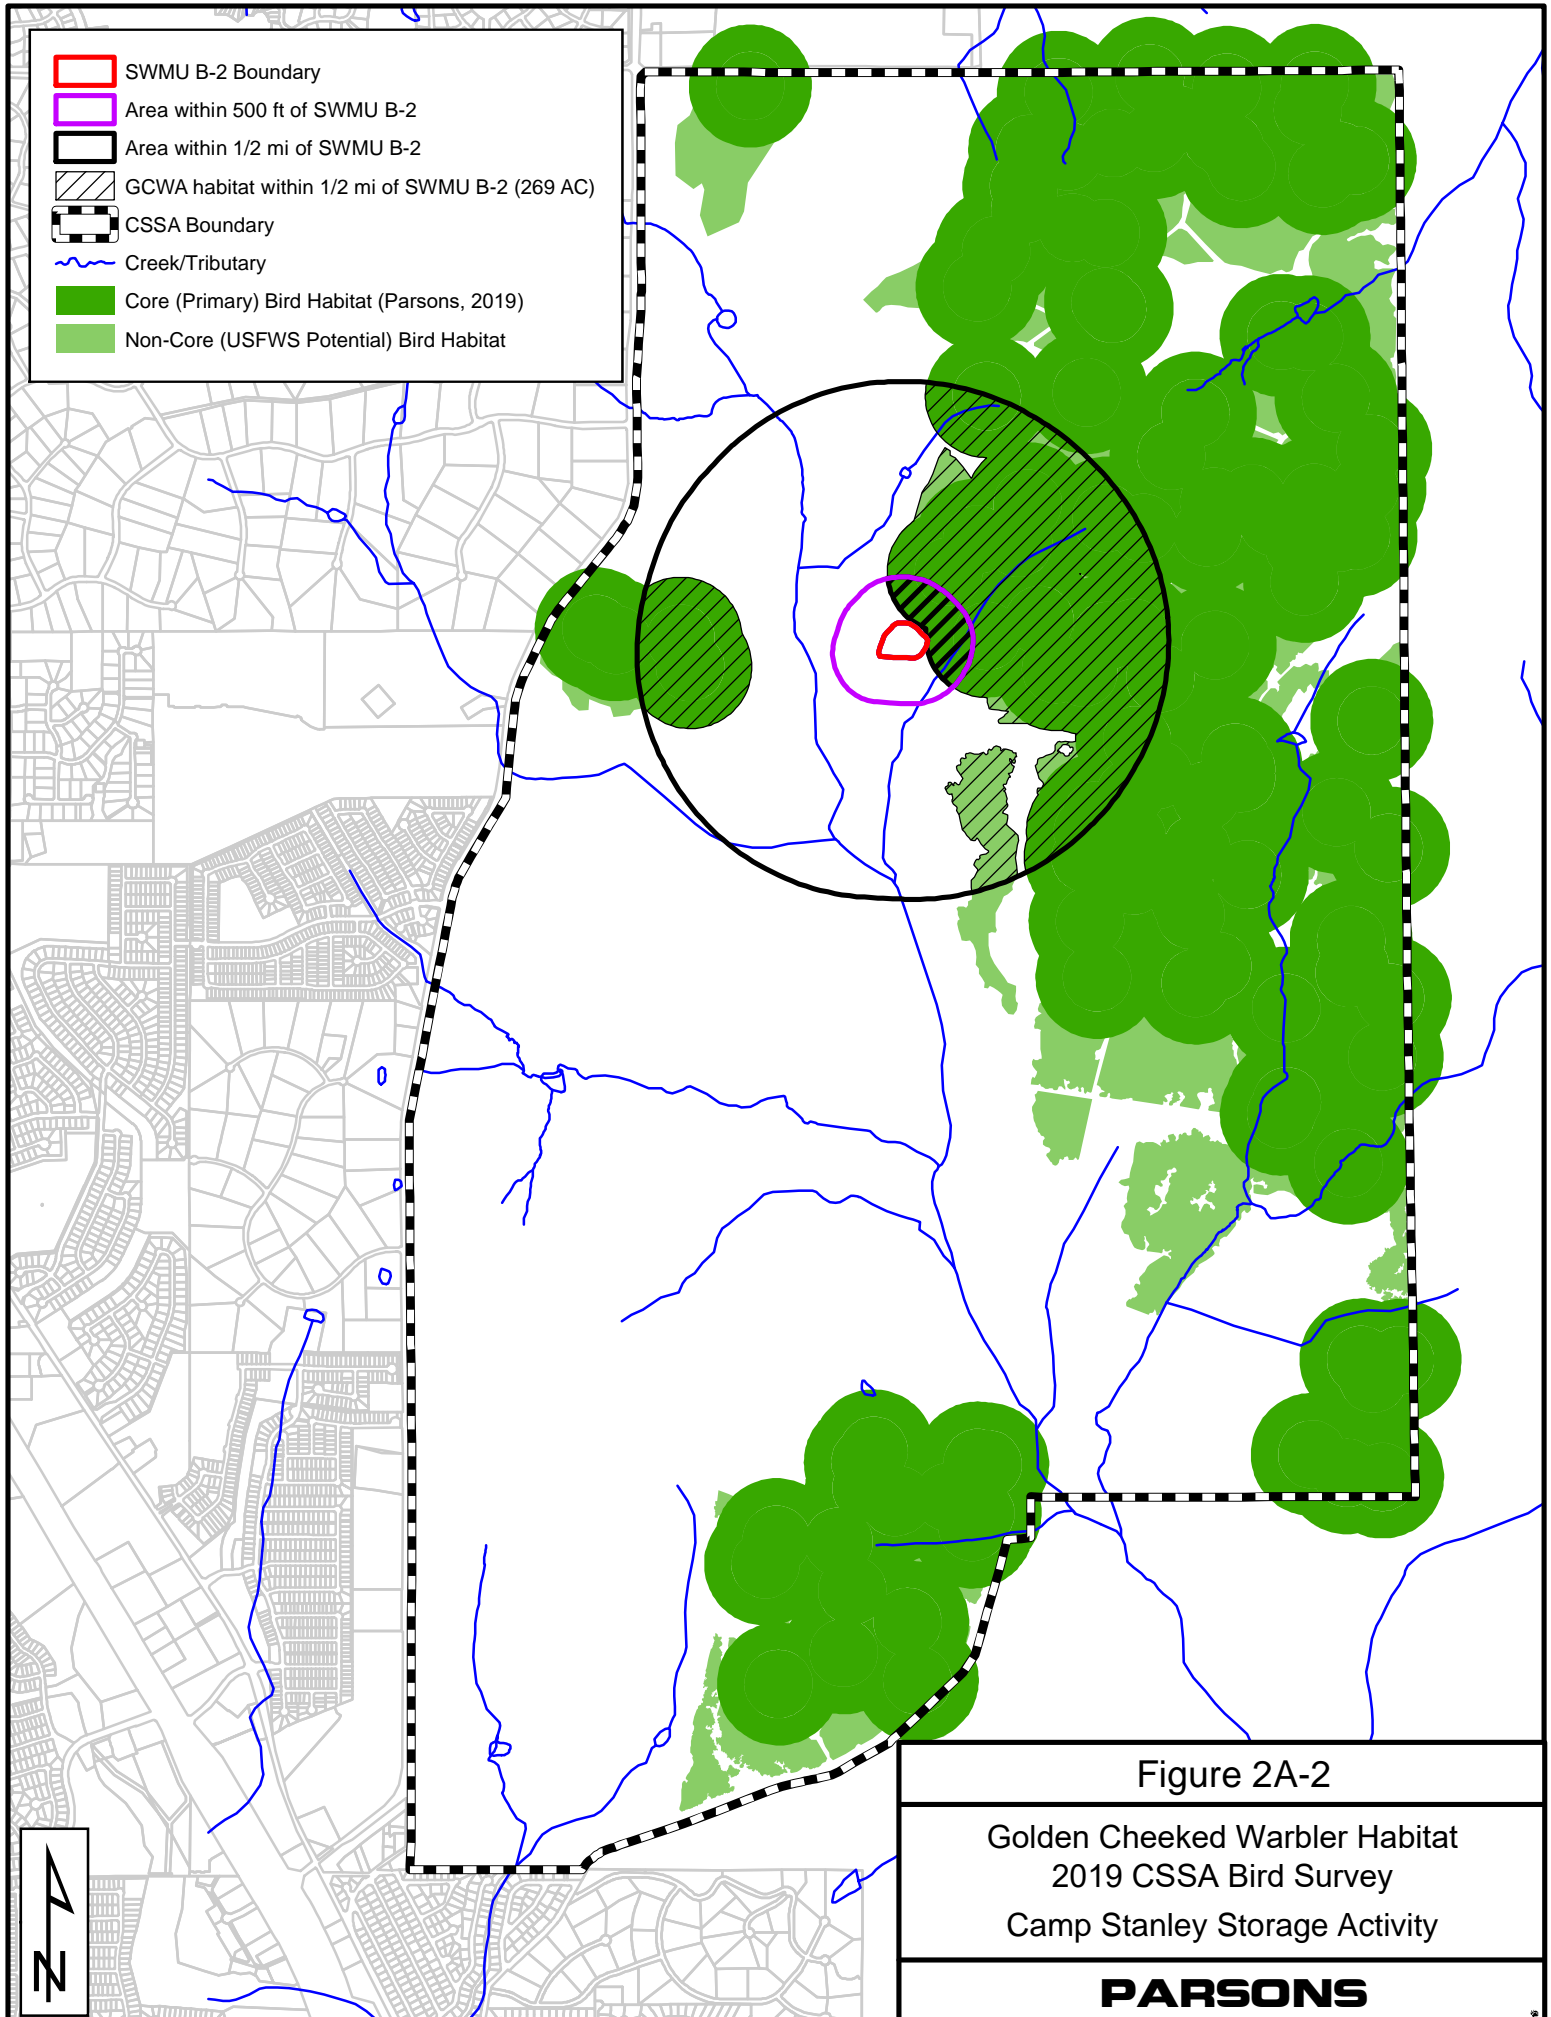 SWMU B-2 Boundary
Area within 500 ft of SWMU B-2
Area within 1/2 mi of SWMU B-2
GCWA habitat within 1/2 mi of SWMU B-2 (269 AC)
CSSA Boundary
Creek/Tributary
Core (Primary) Bird Habitat (Parsons, 2019)
Non-Core (USFWS Potential) Bird Habitat
N
Figure 2A-2
Golden Cheeked Warbler Habitat
2019 CSSA Bird Survey
Camp Stanley Storage Activity
PARSONS